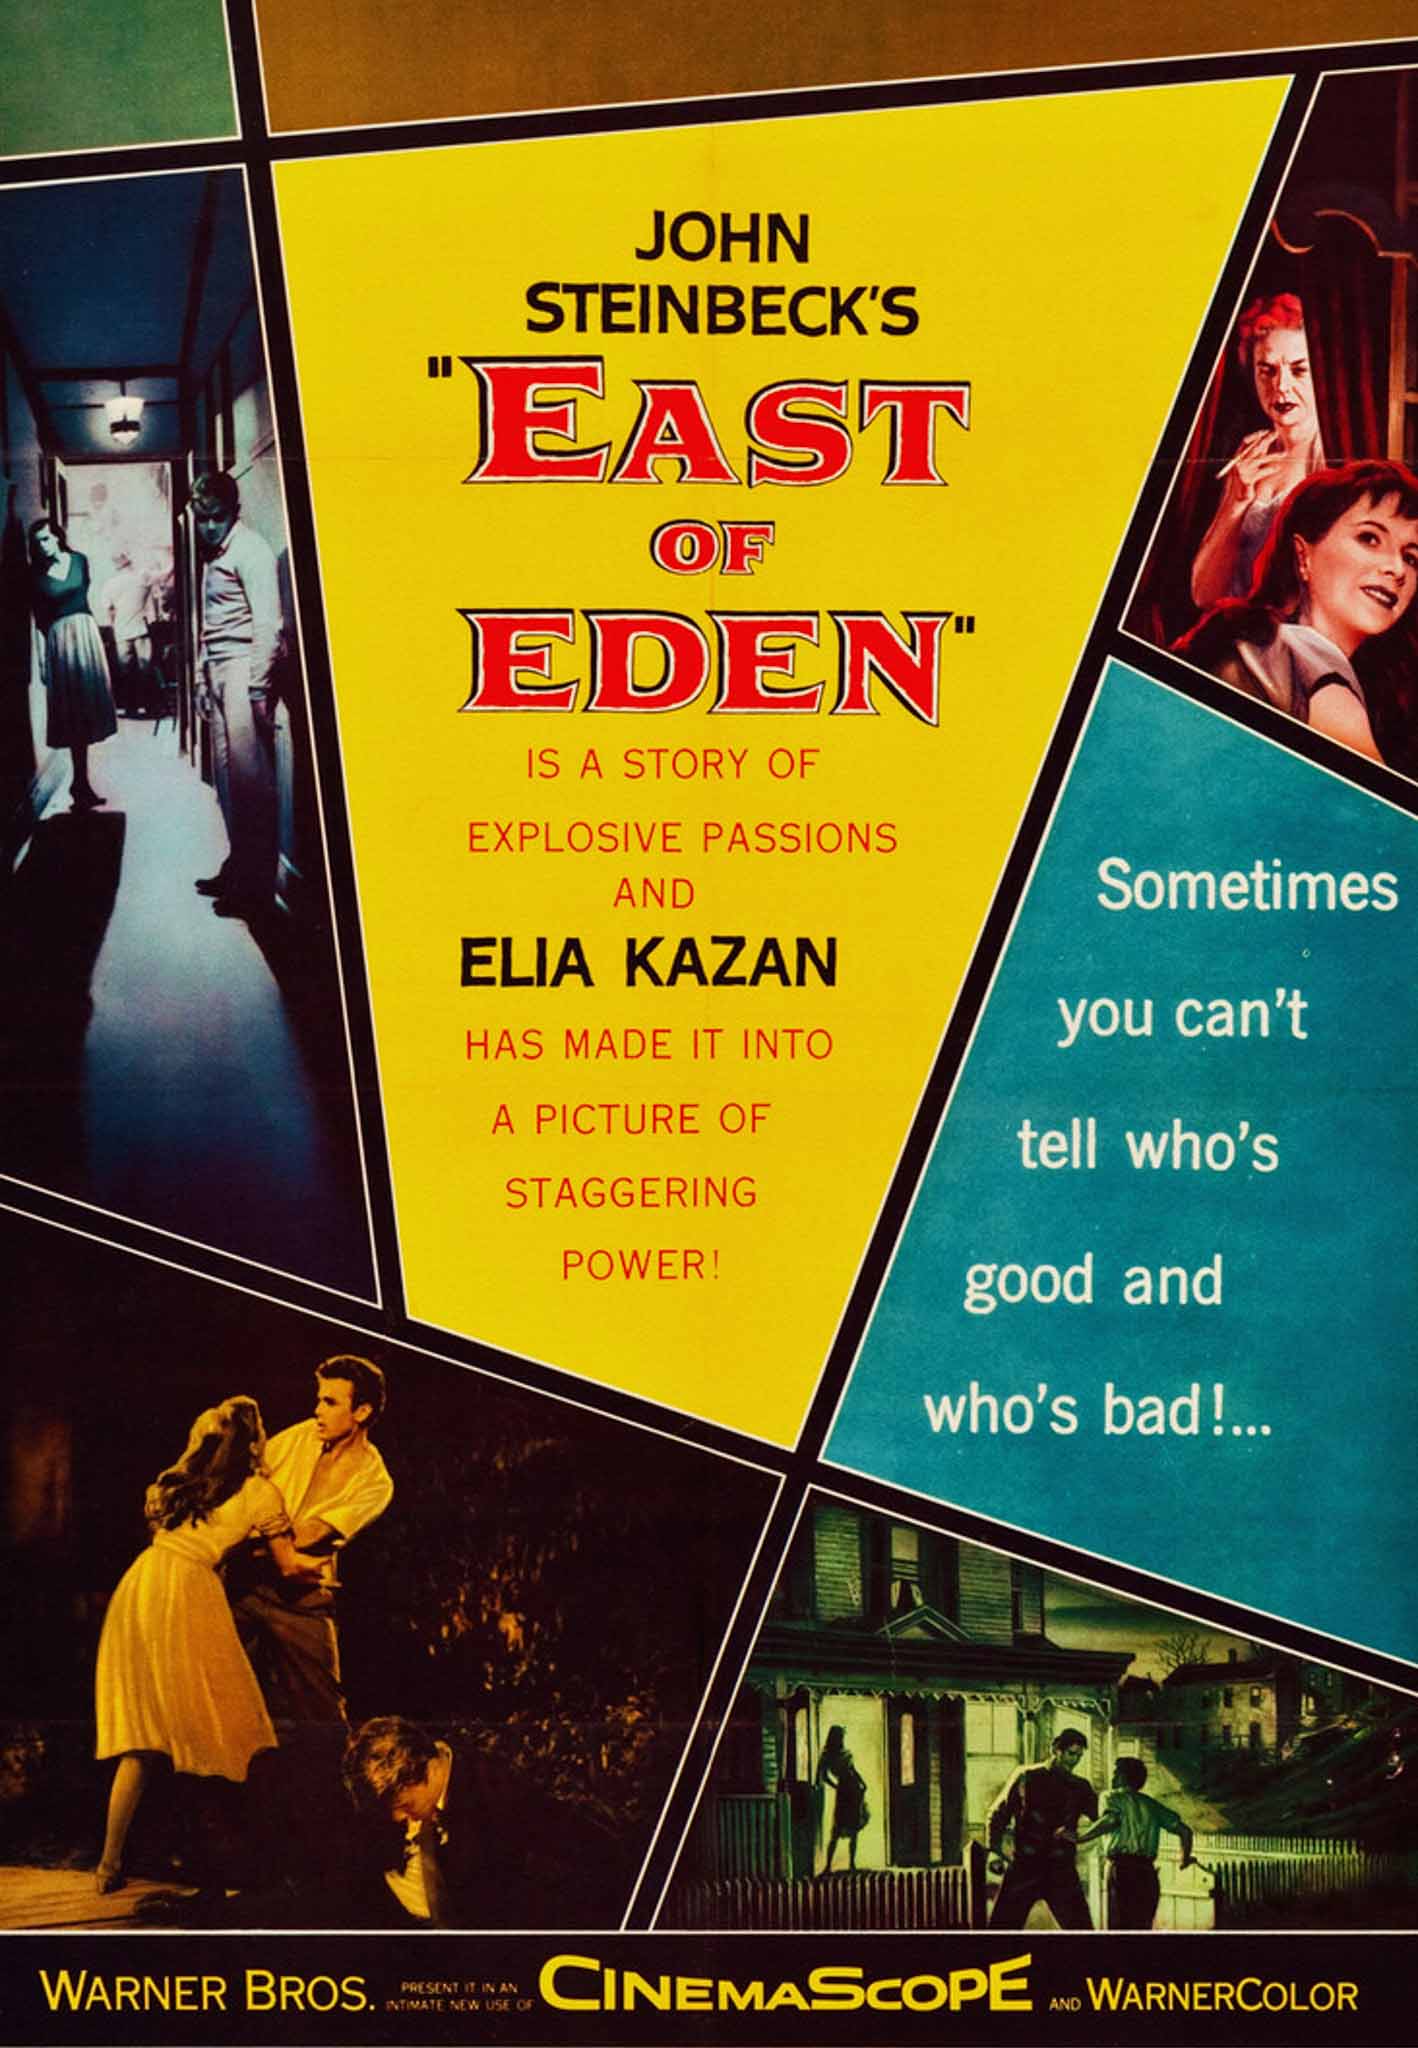 JOHN
STEINBECK'S
"EAST
OF
EDEN"
IS A STORY OF
EXPLOSIVE PASSIONS
AND
ELIA KAZAN
HAS MADE IT INTO
A PICTURE OF
STAGGERING
POWER!
Sometimes
you can't
tell who's
good and
who's bad!...
WARNER BROS. PRESENT IT IN AN
INTIMATE NEW USE OF CINEMASCOPE AND WARNERCOLOR